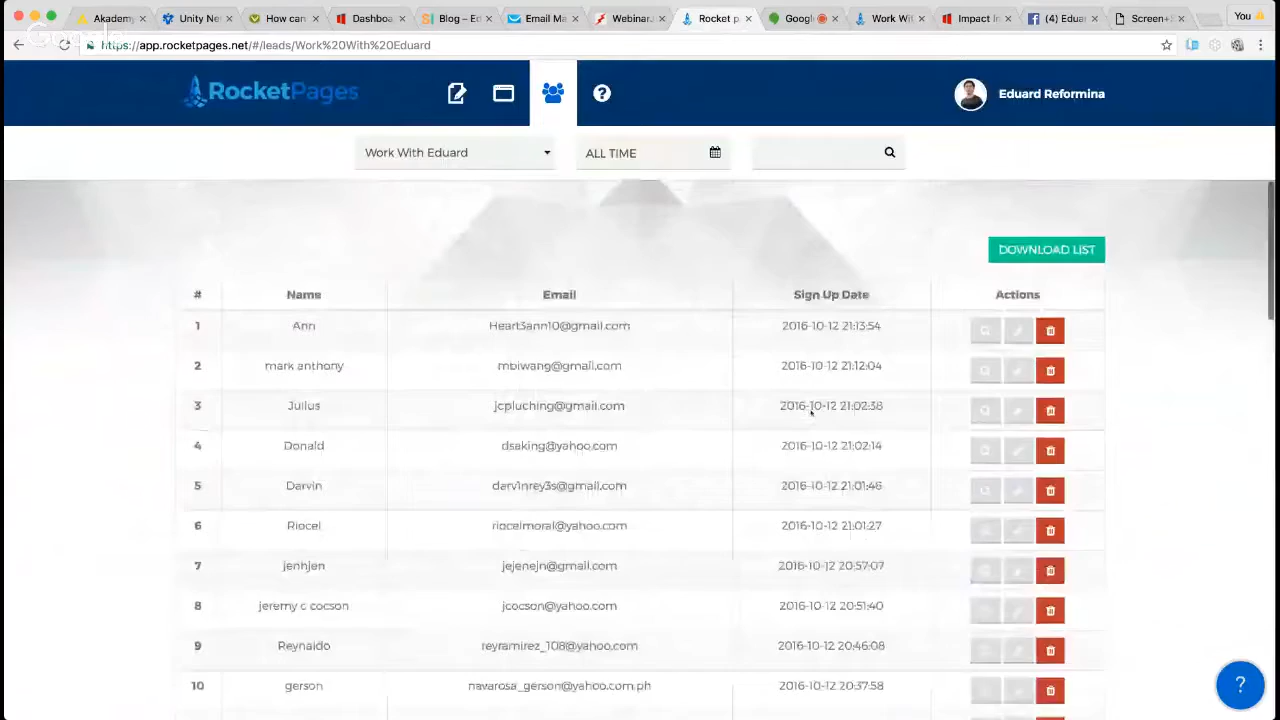 Akademy
Unity Ne
How can
Dashboa
Blog – Ed
Email Ma
Webinar
Rocket p
Google
Work Wi
Impact In
(4) Edua
Screen+S
You
Google
https://app.rocketpages.net/#/leads/Work%20With%20Eduard
RocketPages
Eduard Reformina
Work With Eduard
ALL TIME
DOWNLOAD LIST
# Name Email Sign Up Date Actions
1 Ann Heart3ann10@gmail.com 2016-10-12 21:13:54
2 mark anthony mbiwang@gmail.com 2016-10-12 21:12:04
3 Julius jcpluching@gmail.com 2016-10-12 21:02:38
4 Donald dsaking@yahoo.com 2016-10-12 21:02:14
5 Darvin darv1nrey3s@gmail.com 2016-10-12 21:01:46
6 Riocel riocelmoral@yahoo.com 2016-10-12 21:01:27
7 jenhjen jejenejn@gmail.com 2016-10-12 20:57:07
8 jeremy c cocson jcocson@yahoo.com 2016-10-12 20:51:40
9 Reynaldo reyramirez_108@yahoo.com 2016-10-12 20:46:08
10 gerson navarosa_gerson@yahoo.com.ph 2016-10-12 20:37:58
?